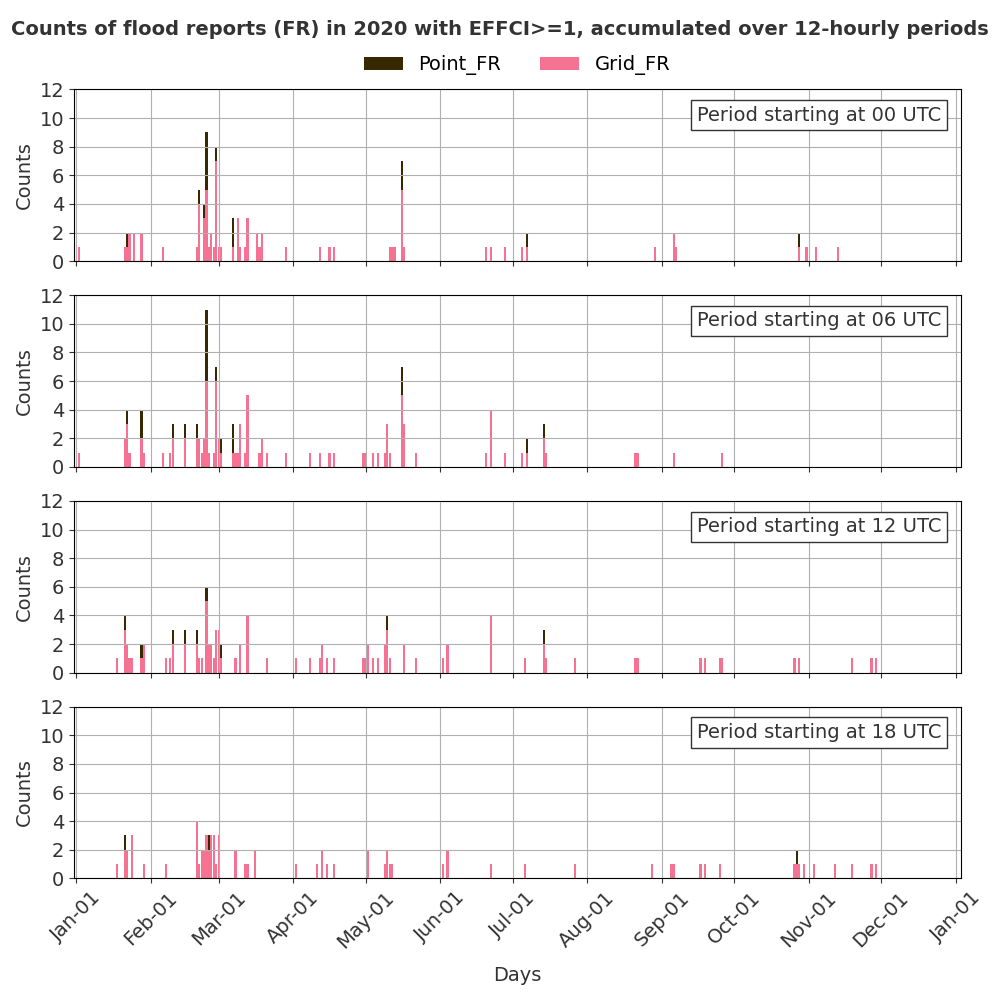 Counts of flood reports (FR) in 2020 with EFFCI>=1, accumulated over 12-hourly periods
Point_FR Grid_FR
12
Period starting at 00 UTC
10
8
Counts
6
4
2
0
12
Period starting at 06 UTC
10
8
Counts
6
4
2
0
12
Period starting at 12 UTC
10
8
Counts
6
4
2
0
12
Period starting at 18 UTC
10
8
Counts
6
4
2
0
Jan-01 Feb-01 Mar-01 Apr-01 May-01 Jun-01 Jul-01 Aug-01 Sep-01 Oct-01 Nov-01 Dec-01 Jan-01
Days